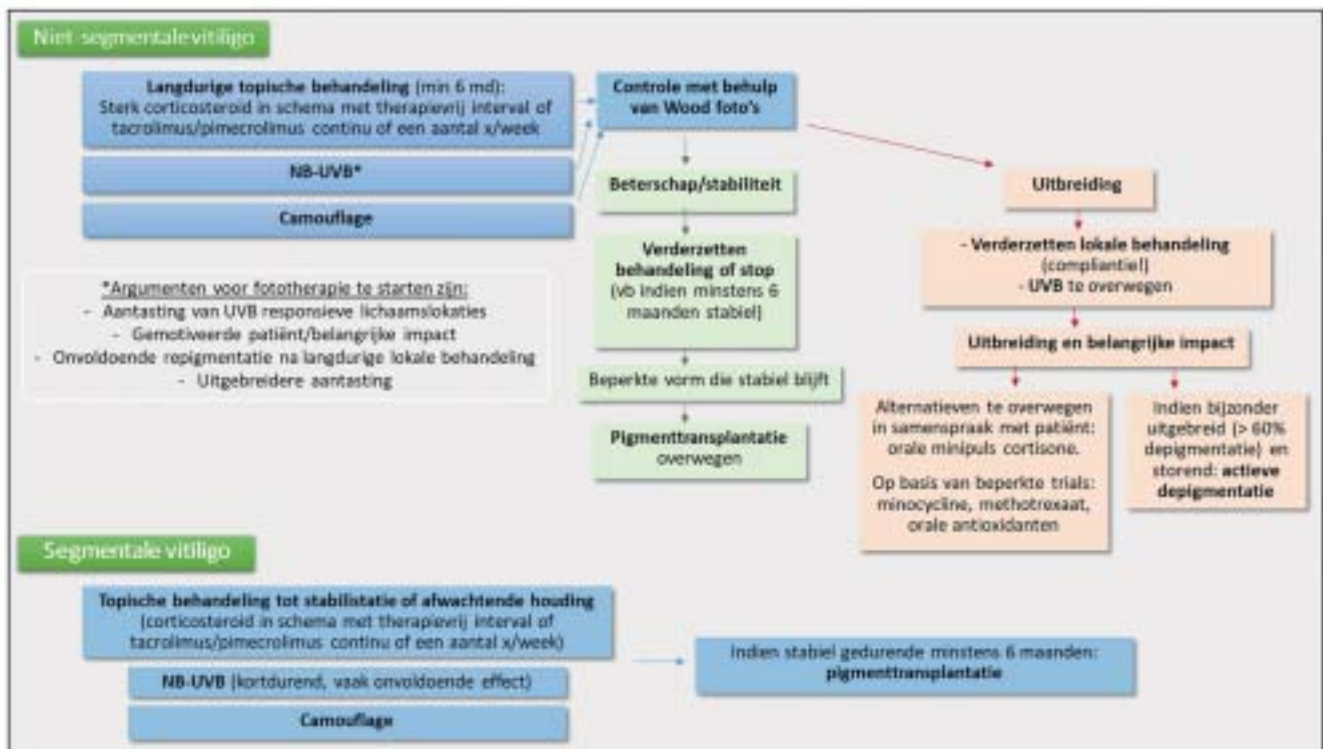 Niet-segmentale vitiligo
Langdurige topische behandeling (min 6 md):
Sterk corticosteroid in schema met therapievrij interval of
tacrolimus/pimecrolimus continu of een aantal x/week
NB-UVB*
Camouflage
*Argumenten voor fototherapie te starten zijn:
- Aantasting van UVB responsieve lichaamslokaties
- Gemotiveerde patiënt/belangrijke impact
- Onvoldoende repigmentatie na langdurige lokale behandeling
- Uitgebreidere aantasting
Controle met behulp
van Wood foto's
Beterschap/stabiliteit
Verderzetten
behandeling of stop
(vb indien minstens 6
maanden stabiel)
Beperkte vorm die stabiel blijft
Pigmenttransplantatie
overwegen
Uitbreiding
- Verderzetten lokale behandeling
(compliantie!)
- UVB te overwegen
Uitbreiding en belangrijke impact
Alternatieven te overwegen
in samenspraak met patiënt:
orale minipuls cortisone.
Op basis van beperkte trials:
minocycline, methotrexaat,
orale antioxidanten
Indien bijzonder
uitgebreid (> 60%
depigmentatie) en
storend: actieve
depigmentatie
Segmentale vitiligo
Topische behandeling tot stabilistatie of afwachtende houding
(corticosteroid in schema met therapievrij interval of
tacrolimus/pimecrolimus continu of een aantal x/week)
NB-UVB (kortdurend, vaak onvoldoende effect)
Camouflage
Indien stabiel gedurende minstens 6 maanden:
pigmenttransplantatie